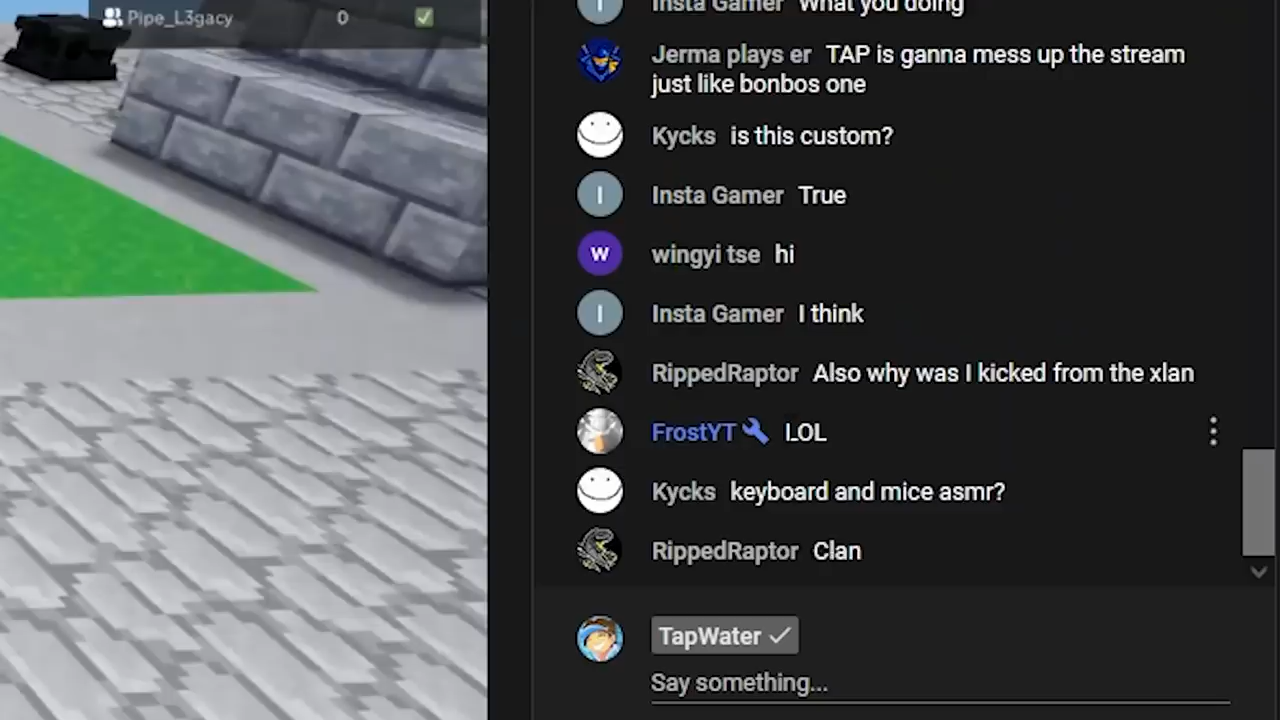 Pipe_L3gacy 0
Insta Gamer What you doing
Jerma plays er TAP is ganna mess up the stream
just like bonbos one
Kycks is this custom?
I Insta Gamer True
W wingyi tse hi
I Insta Gamer I think
RippedRaptor Also why was I kicked from the xlan
FrostYT LOL
Kycks keyboard and mice asmr?
RippedRaptor Clan
TapWater
Say something...